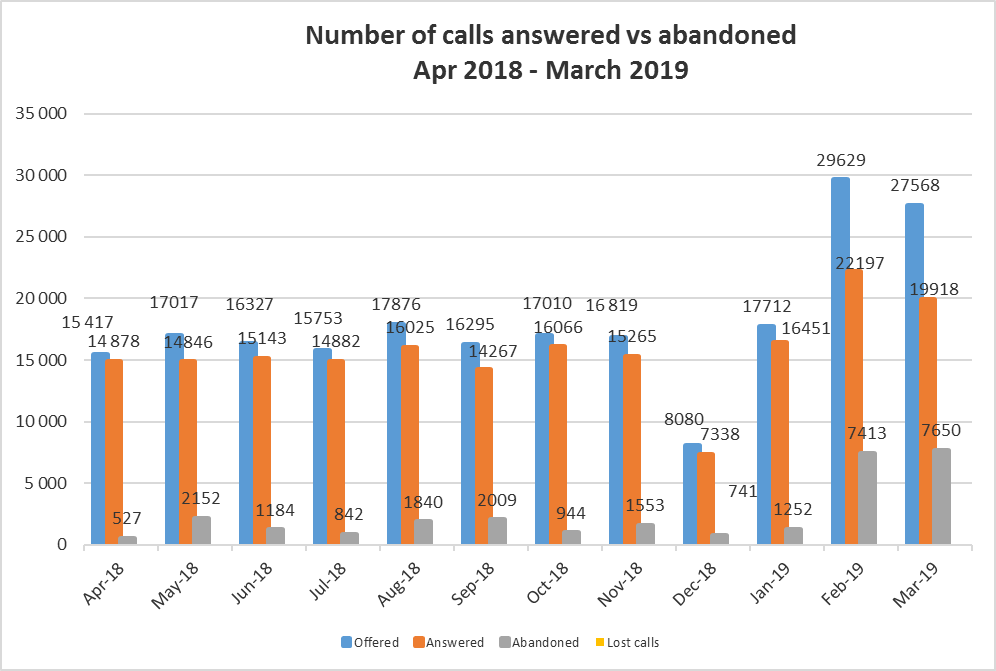 Number of calls answered vs abandoned
Apr 2018 - March 2019
35 000
30 000
25 000
20 000
15 000
10 000
5 000
0
15 417
14 878
527
17017
14846
2152
16327
15143
1184
15753
14882
842
17876
16025
1840
16295
14267
2009
17010
16066
944
16 819
15265
1553
8080
7338
741
17712
16451
1252
29629
22197
7413
27568
19918
7650
Apr-18
May-18
Jun-18
Jul-18
Aug-18
Sep-18
Oct-18
Nov-18
Dec-18
Jan-19
Feb-19
Mar-19
Offered Answered Abandoned Lost calls